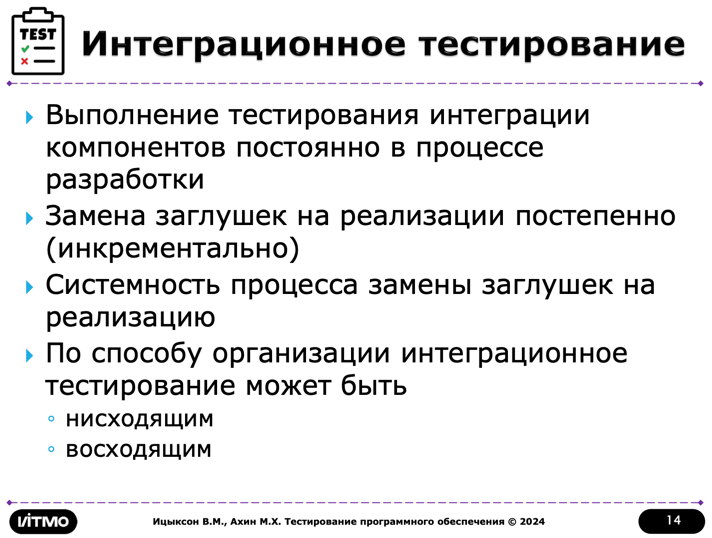 TEST
Интеграционное тестирование
Выполнение тестирования интеграции
компонентов постоянно в процессе
разработки
Замена заглушек на реализации постепенно
(инкрементально)
Системность процесса замены заглушек на
реализацию
По способу организации интеграционное
тестирование может быть
нисходящим
восходящим
ИТМО
Ицыксон В.М., Ахин М.Х. Тестирование программного обеспечения © 2024
14